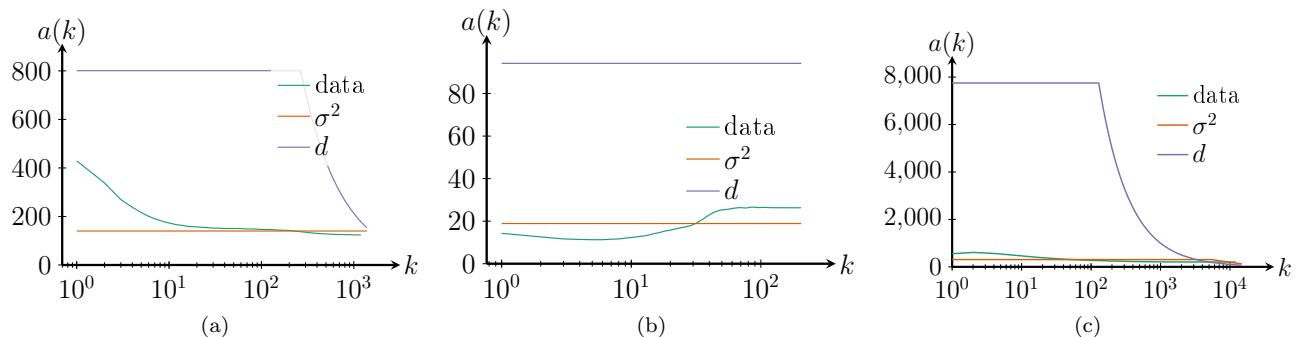 a(k)
800
600
400
200
0
10⁰ 10¹ 10² 10³
k
data
σ²
d
(a)
a(k)
80
60
40
20
0
10⁰ 10¹ 10²
k
data
σ²
d
(b)
a(k)
8,000
6,000
4,000
2,000
0
10⁰ 10¹ 10² 10³ 10⁴
k
data
σ²
d
(c)